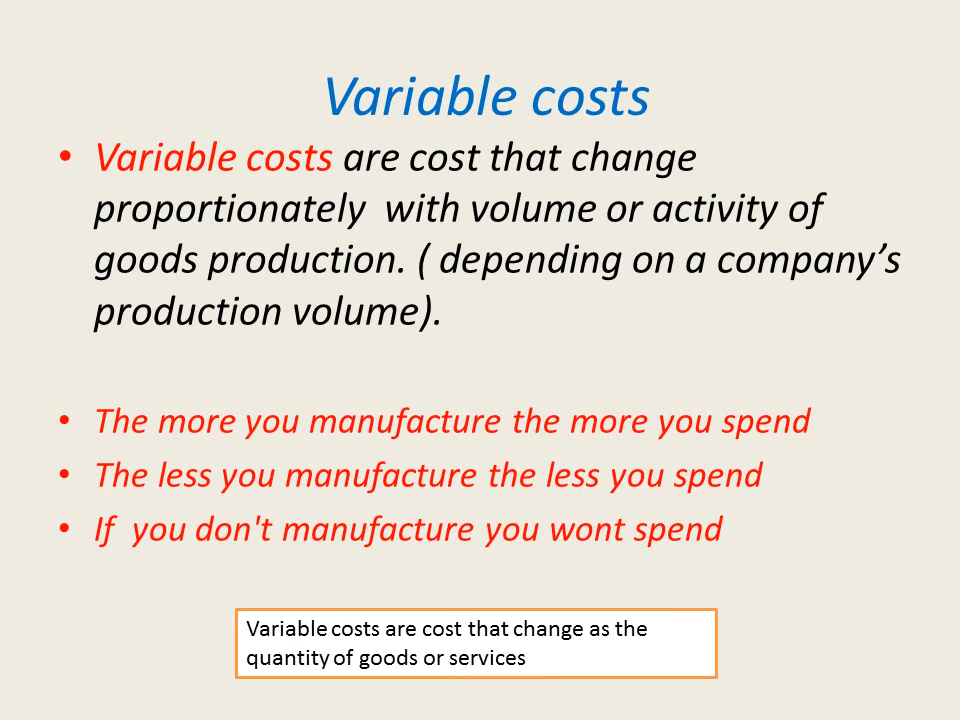 Variable costs
• Variable costs are cost that change
proportionately  with volume or activity of
goods production. ( depending on a company’s
production volume).
• The more you manufacture the more you spend
• The less you manufacture the less you spend
• If  you don't manufacture you wont spend
Variable costs are cost that change as the
quantity of goods or services